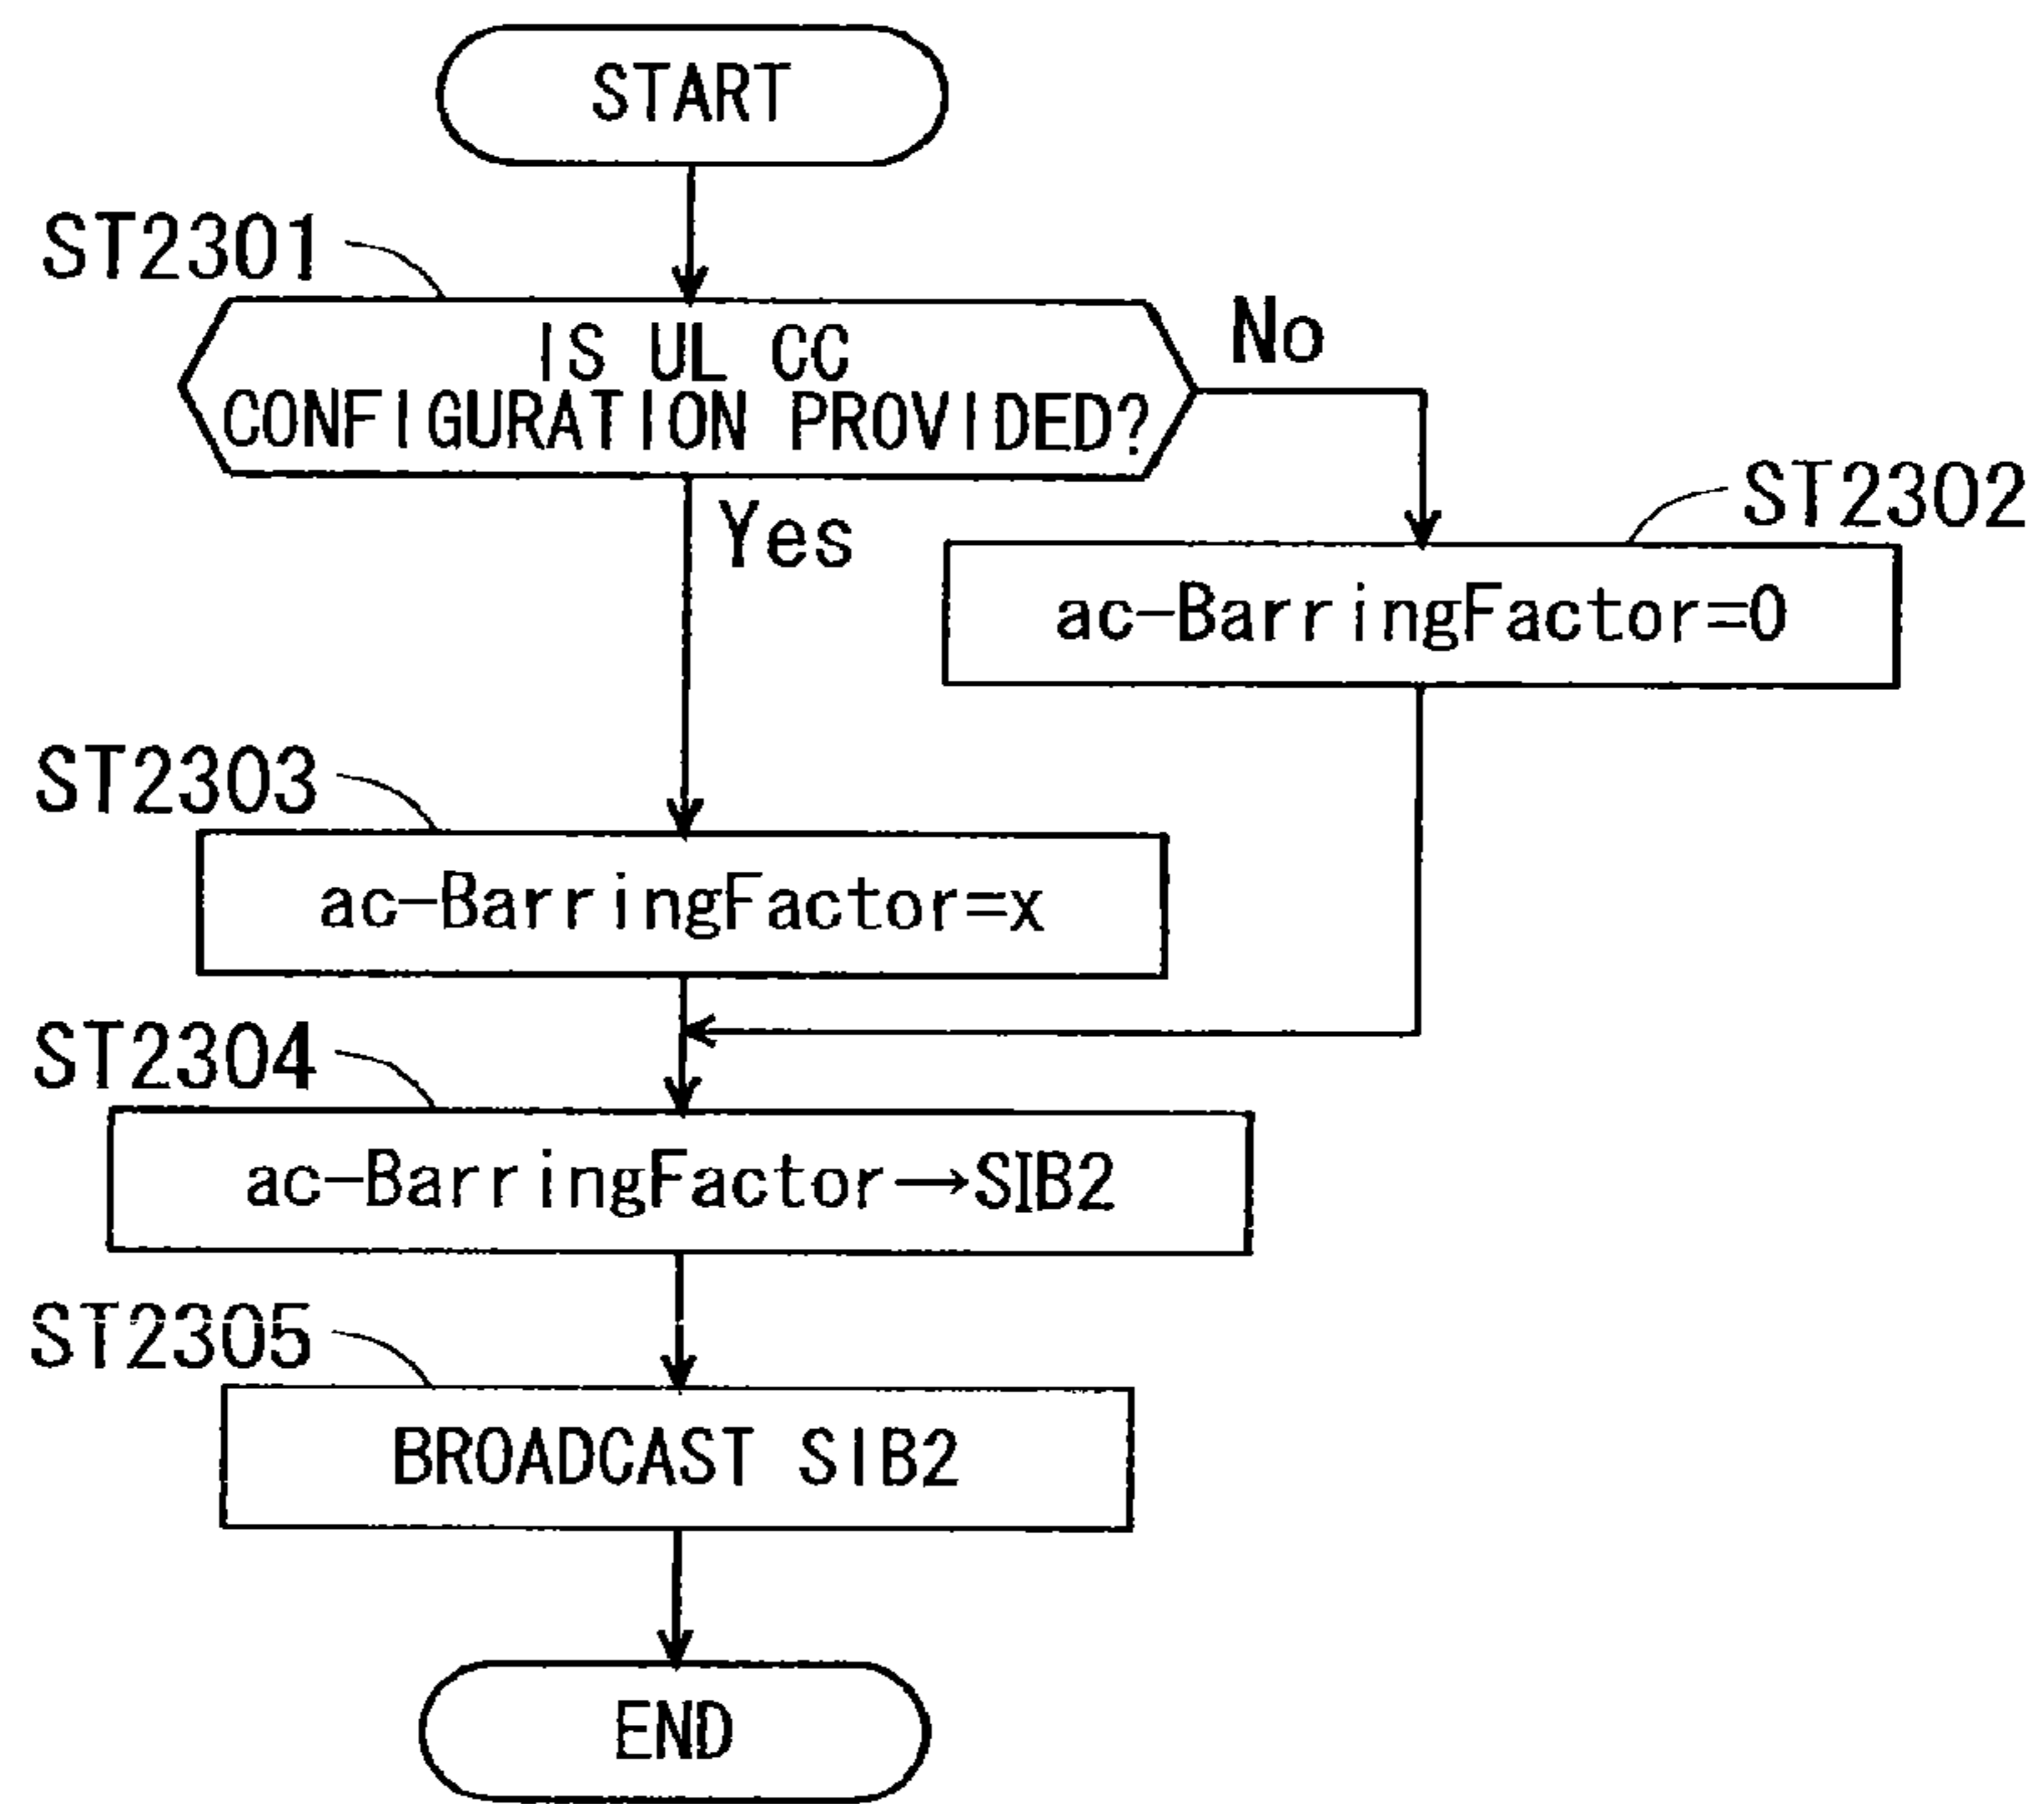 START
ST2301
IS UL CC
CONFIGURATION PROVIDED?
No
Yes
ST2302
ac-BarringFactor=0
ST2303
ac-BarringFactor=x
ST2304
ac-BarringFactor→SIB2
ST2305
BROADCAST SIB2
END